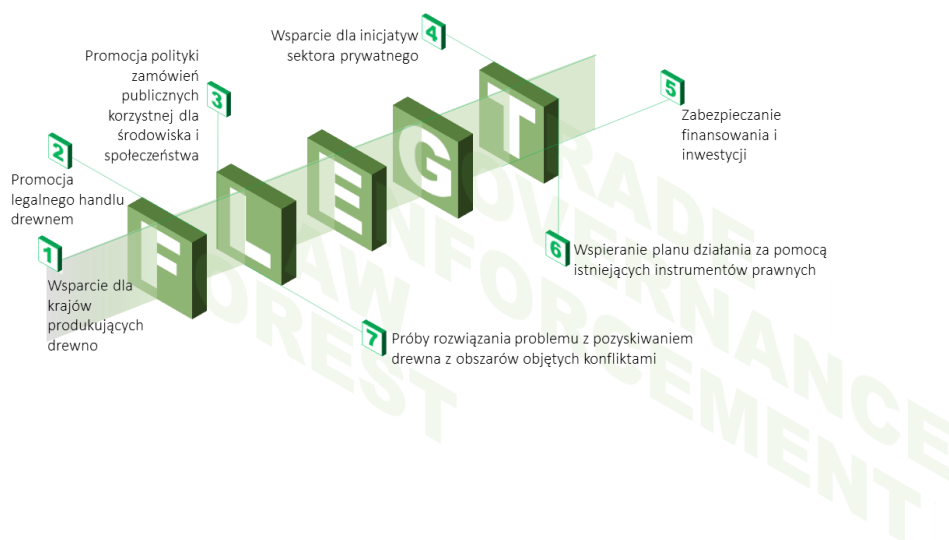 1
Wsparcie dla
krajów
produkujących
drewno
2
Promocja
legalnego handlu
drewnem
3
Promocja polityki
zamówień
publicznych
korzystnej dla
środowiska i
społeczeństwa
4
Wsparcie dla inicjatyw
sektora prywatnego
5
Zabezpieczanie
finansowania i
inwestycji
6
Wspieranie planu działania za pomocą
istniejących instrumentów prawnych
7
Próby rozwiązania problemu z pozyskiwaniem
drewna z obszarów objętych konfliktami
FLEGT
FOREST
LAW
ENFORSEMENT
GOVERNANCE
TRADE